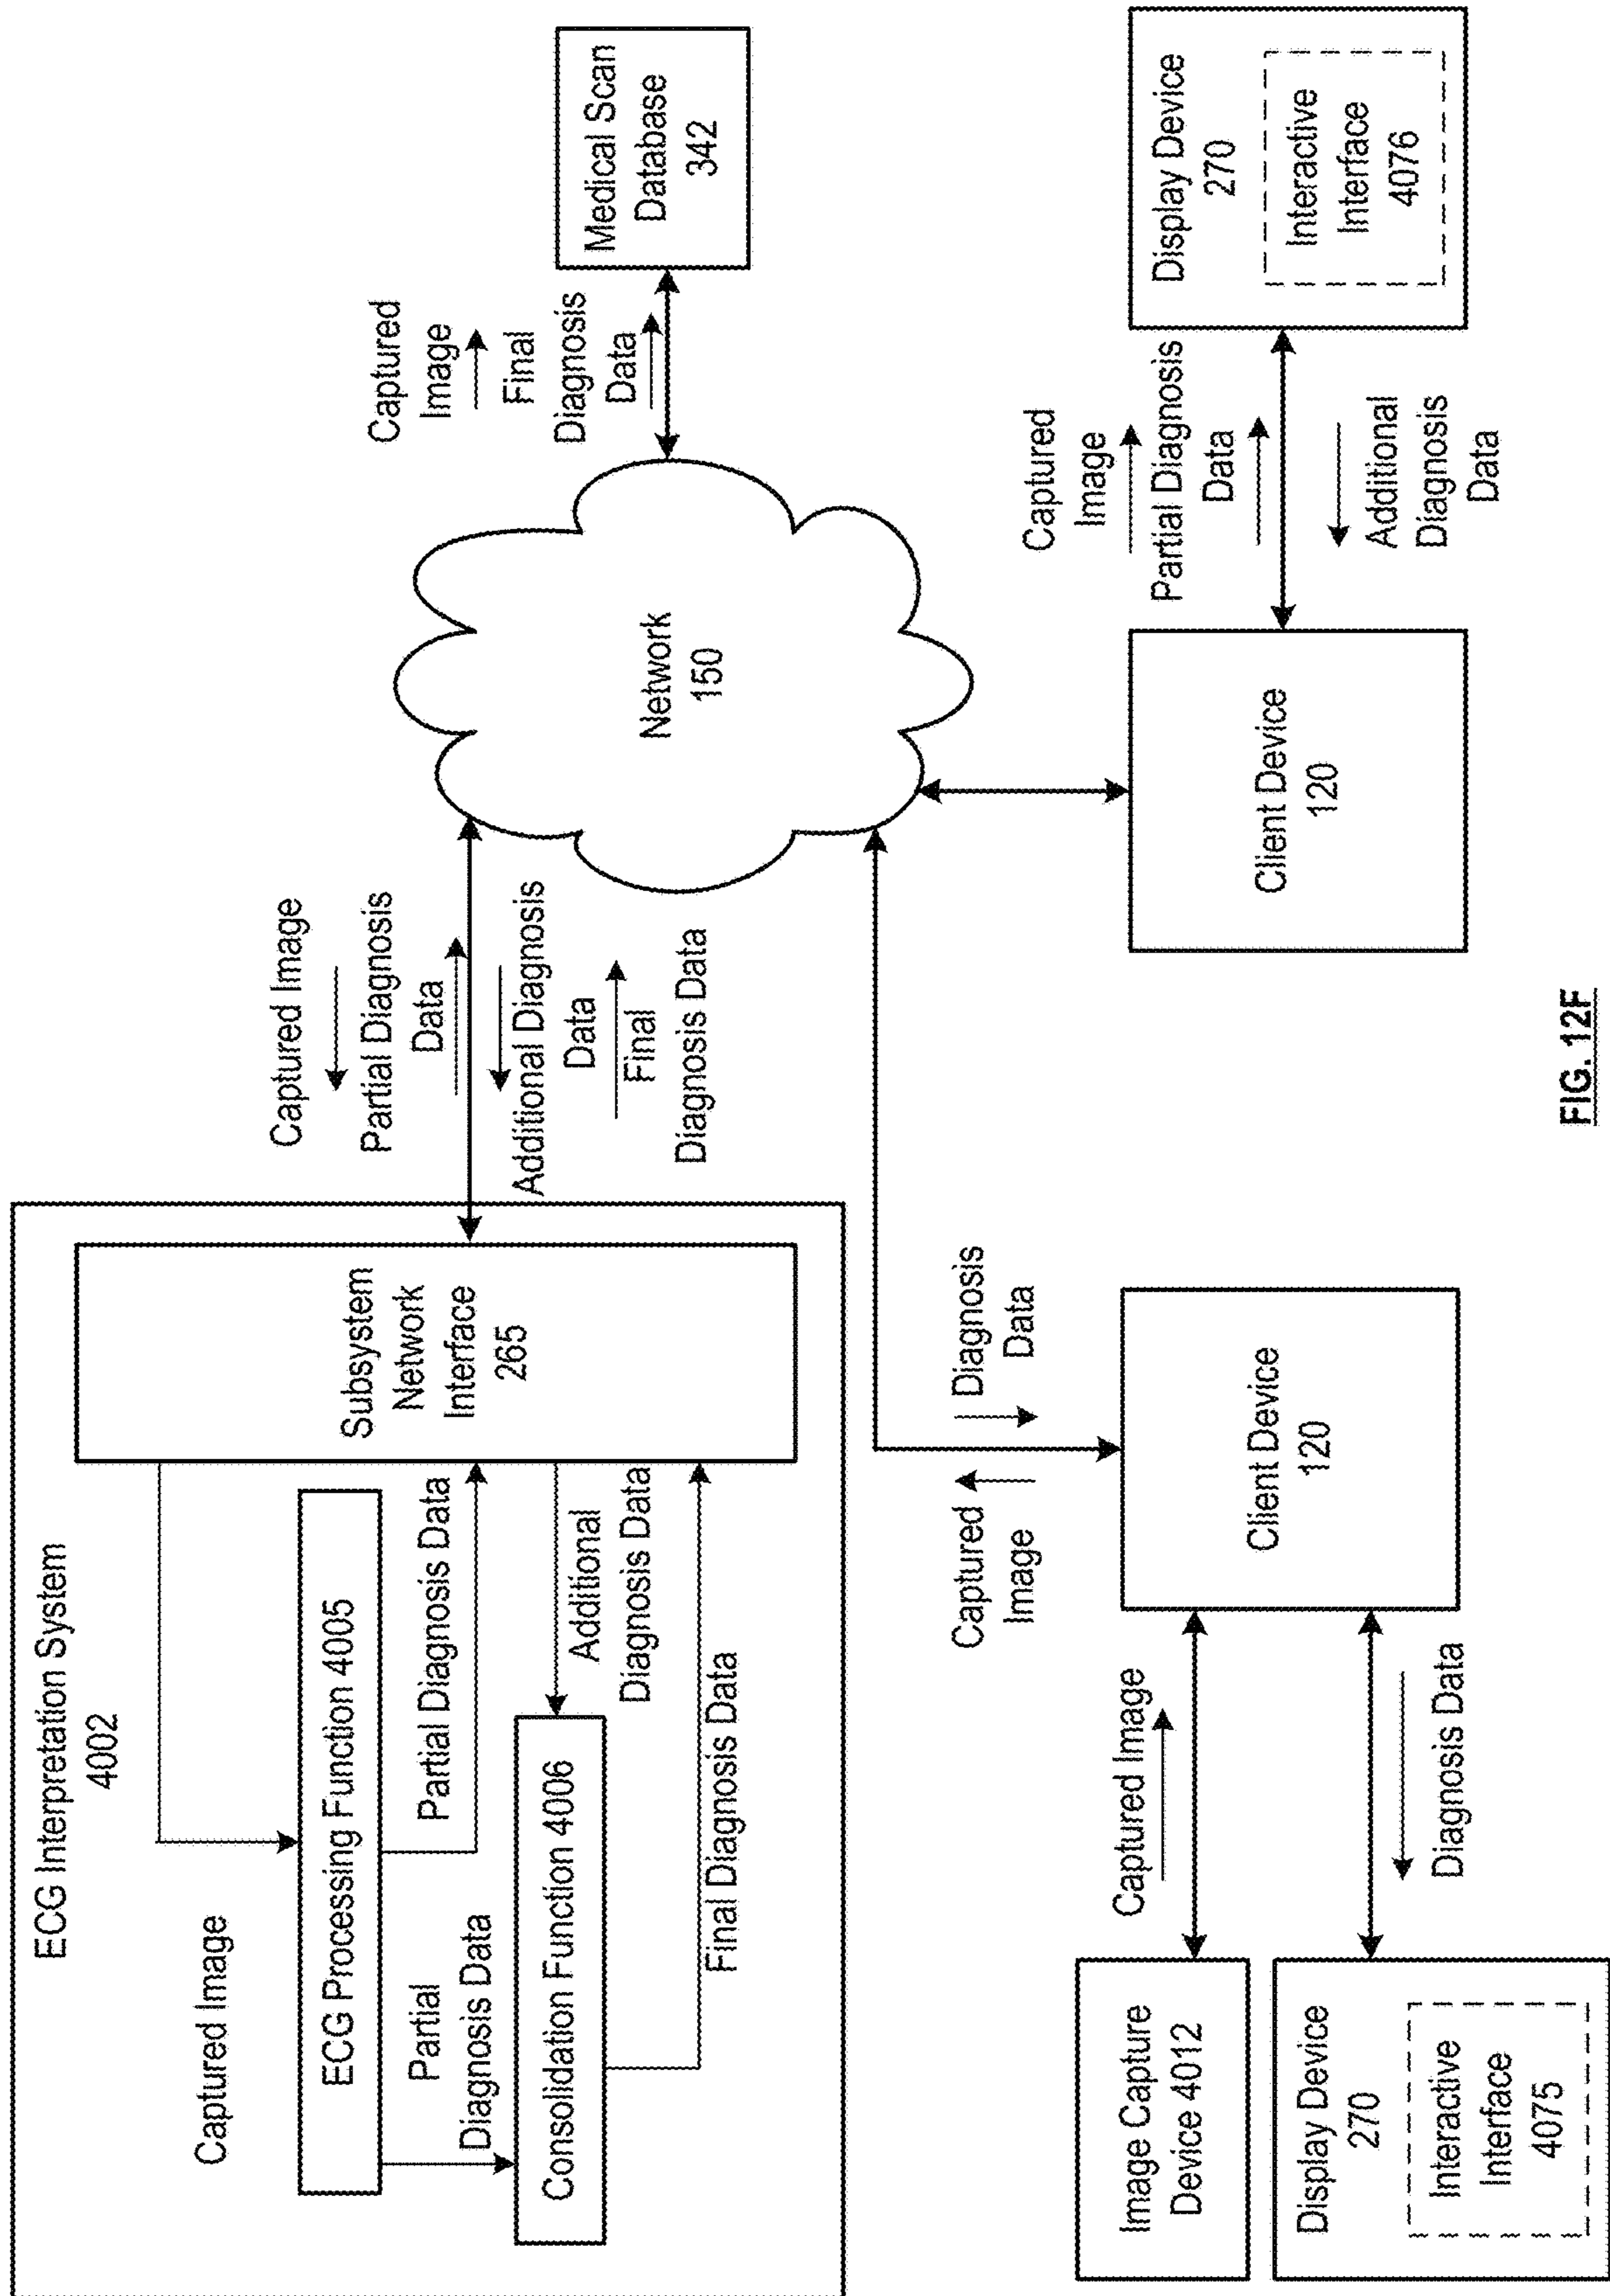 ECG Interpretation System
4002
Captured Image
ECG Processing Function 4005
Partial
Diagnosis Data
Partial Diagnosis Data
Consolidation Function 4006
Additional
Diagnosis Data
Final Diagnosis Data
Subsystem
Network
Interface
265
Captured Image
Partial Diagnosis
Data
Additional Diagnosis
Data
Final
Diagnosis Data
Network
150
Captured
Image
Final
Diagnosis
Data
Medical Scan
Database
342
Image Capture
Device 4012
Captured Image
Display Device
270
Interactive
Interface
4075
Diagnosis Data
Client Device
120
Captured
Image
Diagnosis
Data
Client Device
120
Captured
Image
Partial Diagnosis
Data
Additional
Diagnosis
Data
Display Device
270
Interactive
Interface
4076
FIG. 12F